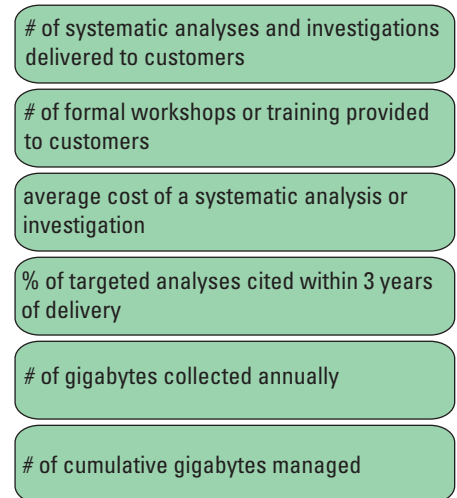 # of systematic analyses and investigations
delivered to customers
# of formal workshops or training provided
to customers
average cost of a systematic analysis or
investigation
% of targeted analyses cited within 3 years
of delivery
# of gigabytes collected annually
# of cumulative gigabytes managed